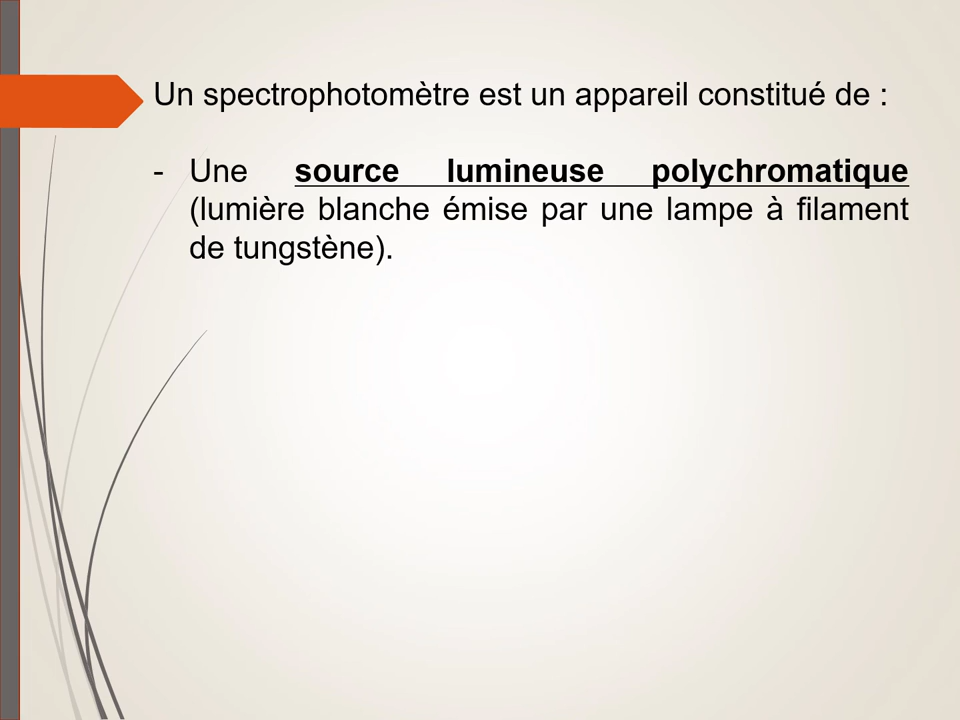 Un spectrophotomètre est un appareil constitué de :
- Une source lumineuse polychromatique
(lumière blanche émise par une lampe à filament
de tungstène).